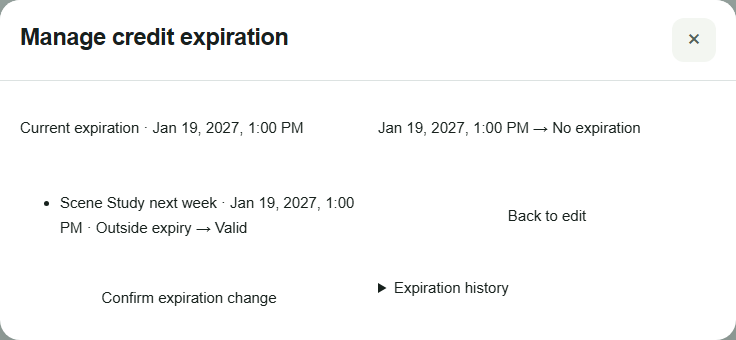 Manage credit expiration
×
Current expiration · Jan 19, 2027, 1:00 PM
Jan 19, 2027, 1:00 PM → No expiration
• Scene Study next week · Jan 19, 2027, 1:00
PM · Outside expiry → Valid
Back to edit
Confirm expiration change
▶ Expiration history